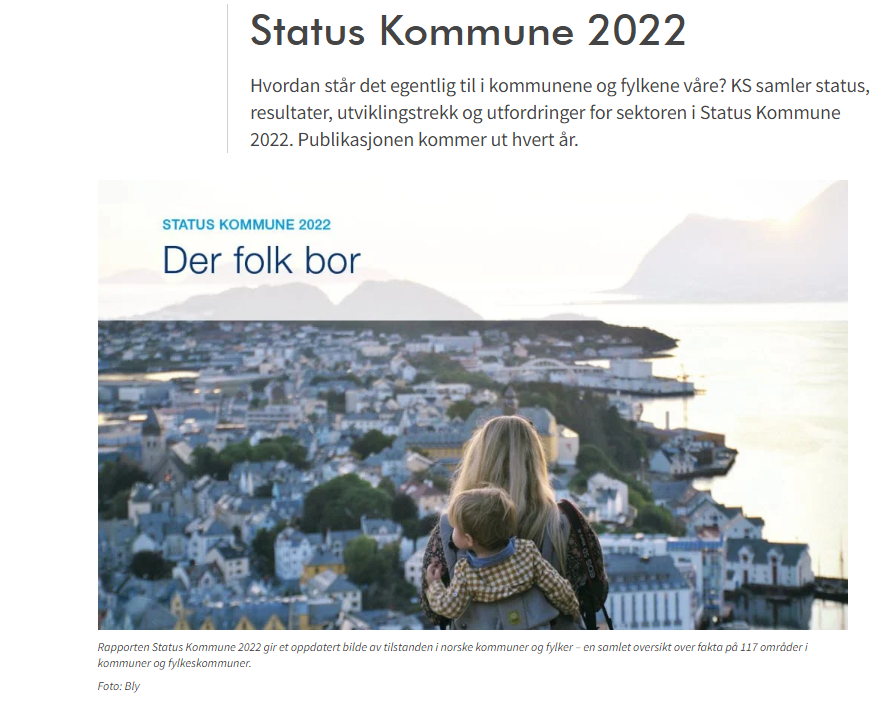 Status Kommune 2022
Hvordan står det egentlig til i kommunene og fylkene våre? KS samler status,
resultater, utviklingstrekk og utfordringer for sektoren i Status Kommune
2022. Publikasjonen kommer ut hvert år.
STATUS KOMMUNE 2022
Der folk bor
Rapporten Status Kommune 2022 gir et oppdatert bilde av tilstanden i norske kommuner og fylker – en samlet oversikt over fakta på 117 områder i
kommuner og fylkeskommuner.
Foto: Bly